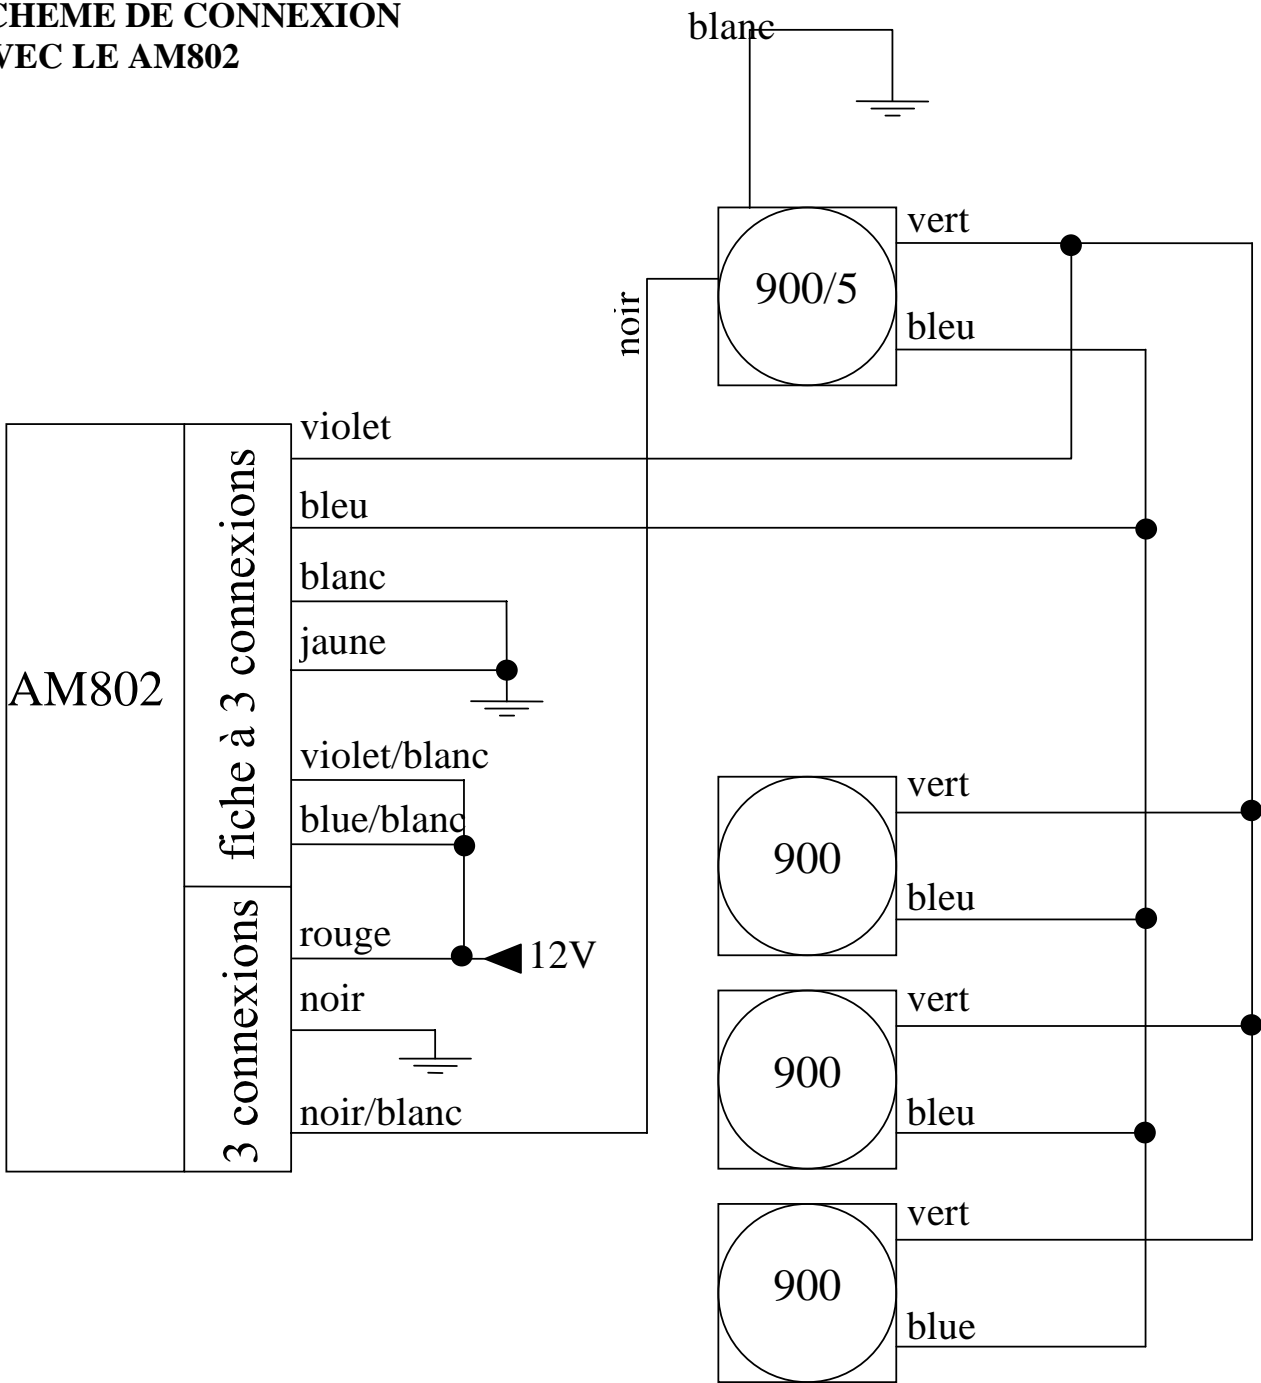 CHEME DE CONNEXION
VEC LE AM802
blanc
vert
900/5
bleu
noir
violet
bleu
blanc
jaune
AM802
fiche à 3 connexions
violet/blanc
blue/blanc
rouge
12V
noir
noir/blanc
3 connexions
vert
900
bleu
vert
900
bleu
vert
900
blue